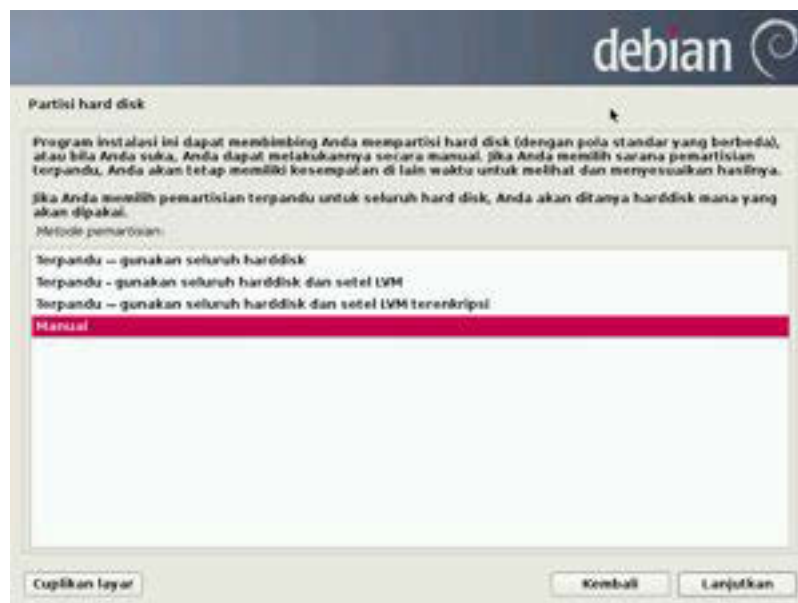 debian
Partisi hard disk
Program instalasi ini dapat membimbing Anda mempartisi hard disk (dengan pola standar yang berbeda),
atau bila Anda suka, Anda dapat melakukannya secara manual. Jika Anda memilih sarana pemartisian
terpandu, Anda akan tetap memiliki kesempatan di lain waktu untuk melihat dan menyesuaikan hasilnya.
Jika Anda memilih pemartisian terpandu untuk seluruh hard disk, Anda akan ditanya harddisk mana yang
akan dipakai.
Metode pemartisian:
Terpandu -- gunakan seluruh harddisk
Terpandu - gunakan seluruh harddisk dan setel LVM
Terpandu -- gunakan seluruh harddisk dan setel LVM terenkripsi
Manual
Cuplikan layar
Kembali
Lanjutkan